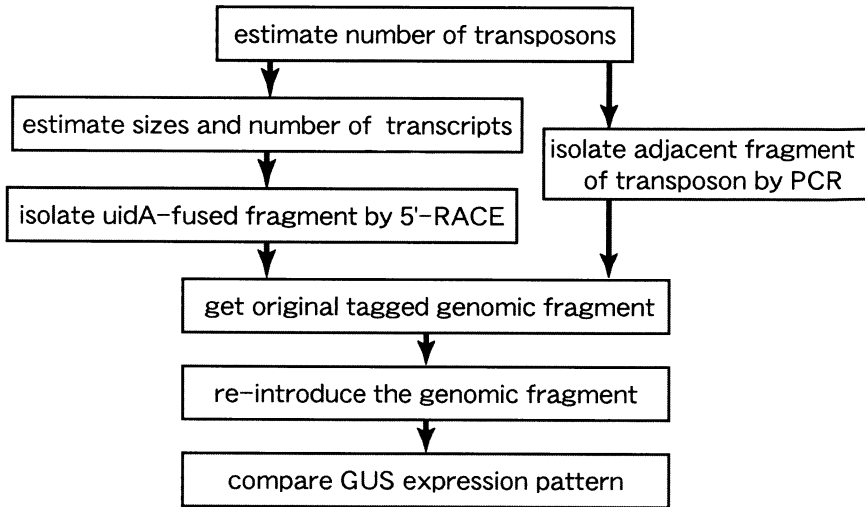 estimate number of transposons
estimate sizes and number of transcripts
isolate adjacent fragment
of transposon by PCR
isolate uidA-fused fragment by 5'-RACE
get original tagged genomic fragment
re-introduce the genomic fragment
compare GUS expression pattern